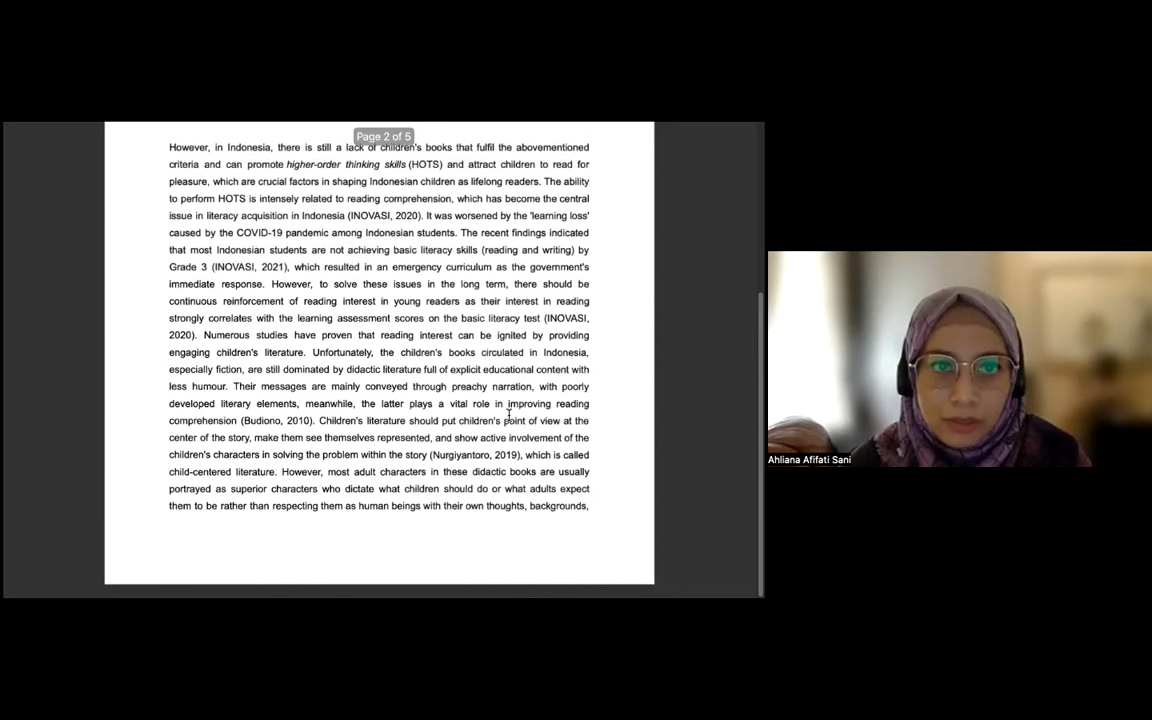 Page 2 of 5
However, in Indonesia, there is still a lack of children's books that fulfil the abovementioned
criteria and can promote higher-order thinking skills (HOTS) and attract children to read for
pleasure, which are crucial factors in shaping Indonesian children as lifelong readers. The ability
to perform HOTS is intensely related to reading comprehension, which has become the central
issue in literacy acquisition in Indonesia (INOVASI, 2020). It was worsened by the 'learning loss'
caused by the COVID-19 pandemic among Indonesian students. The recent findings indicated
that most Indonesian students are not achieving basic literacy skills (reading and writing) by
Grade 3 (INOVASI, 2021), which resulted in an emergency curriculum as the government's
immediate response. However, to solve these issues in the long term, there should be
continuous reinforcement of reading interest in young readers as their interest in reading
strongly correlates with the learning assessment scores on the basic literacy test (INOVASI,
2020). Numerous studies have proven that reading interest can be ignited by providing
engaging children's literature. Unfortunately, the children's books circulated in Indonesia,
especially fiction, are still dominated by didactic literature full of explicit educational content with
less humour. Their messages are mainly conveyed through preachy narration, with poorly
developed literary elements, meanwhile, the latter plays a vital role in improving reading
comprehension (Budiono, 2010). Children's literature should put children's point of view at the
center of the story, make them see themselves represented, and show active involvement of the
children's characters in solving the problem within the story (Nurgiyantoro, 2019), which is called
child-centered literature. However, most adult characters in these didactic books are usually
portrayed as superior characters who dictate what children should do or what adults expect
them to be rather than respecting them as human beings with their own thoughts, backgrounds,
Ahliana Afifati Sani